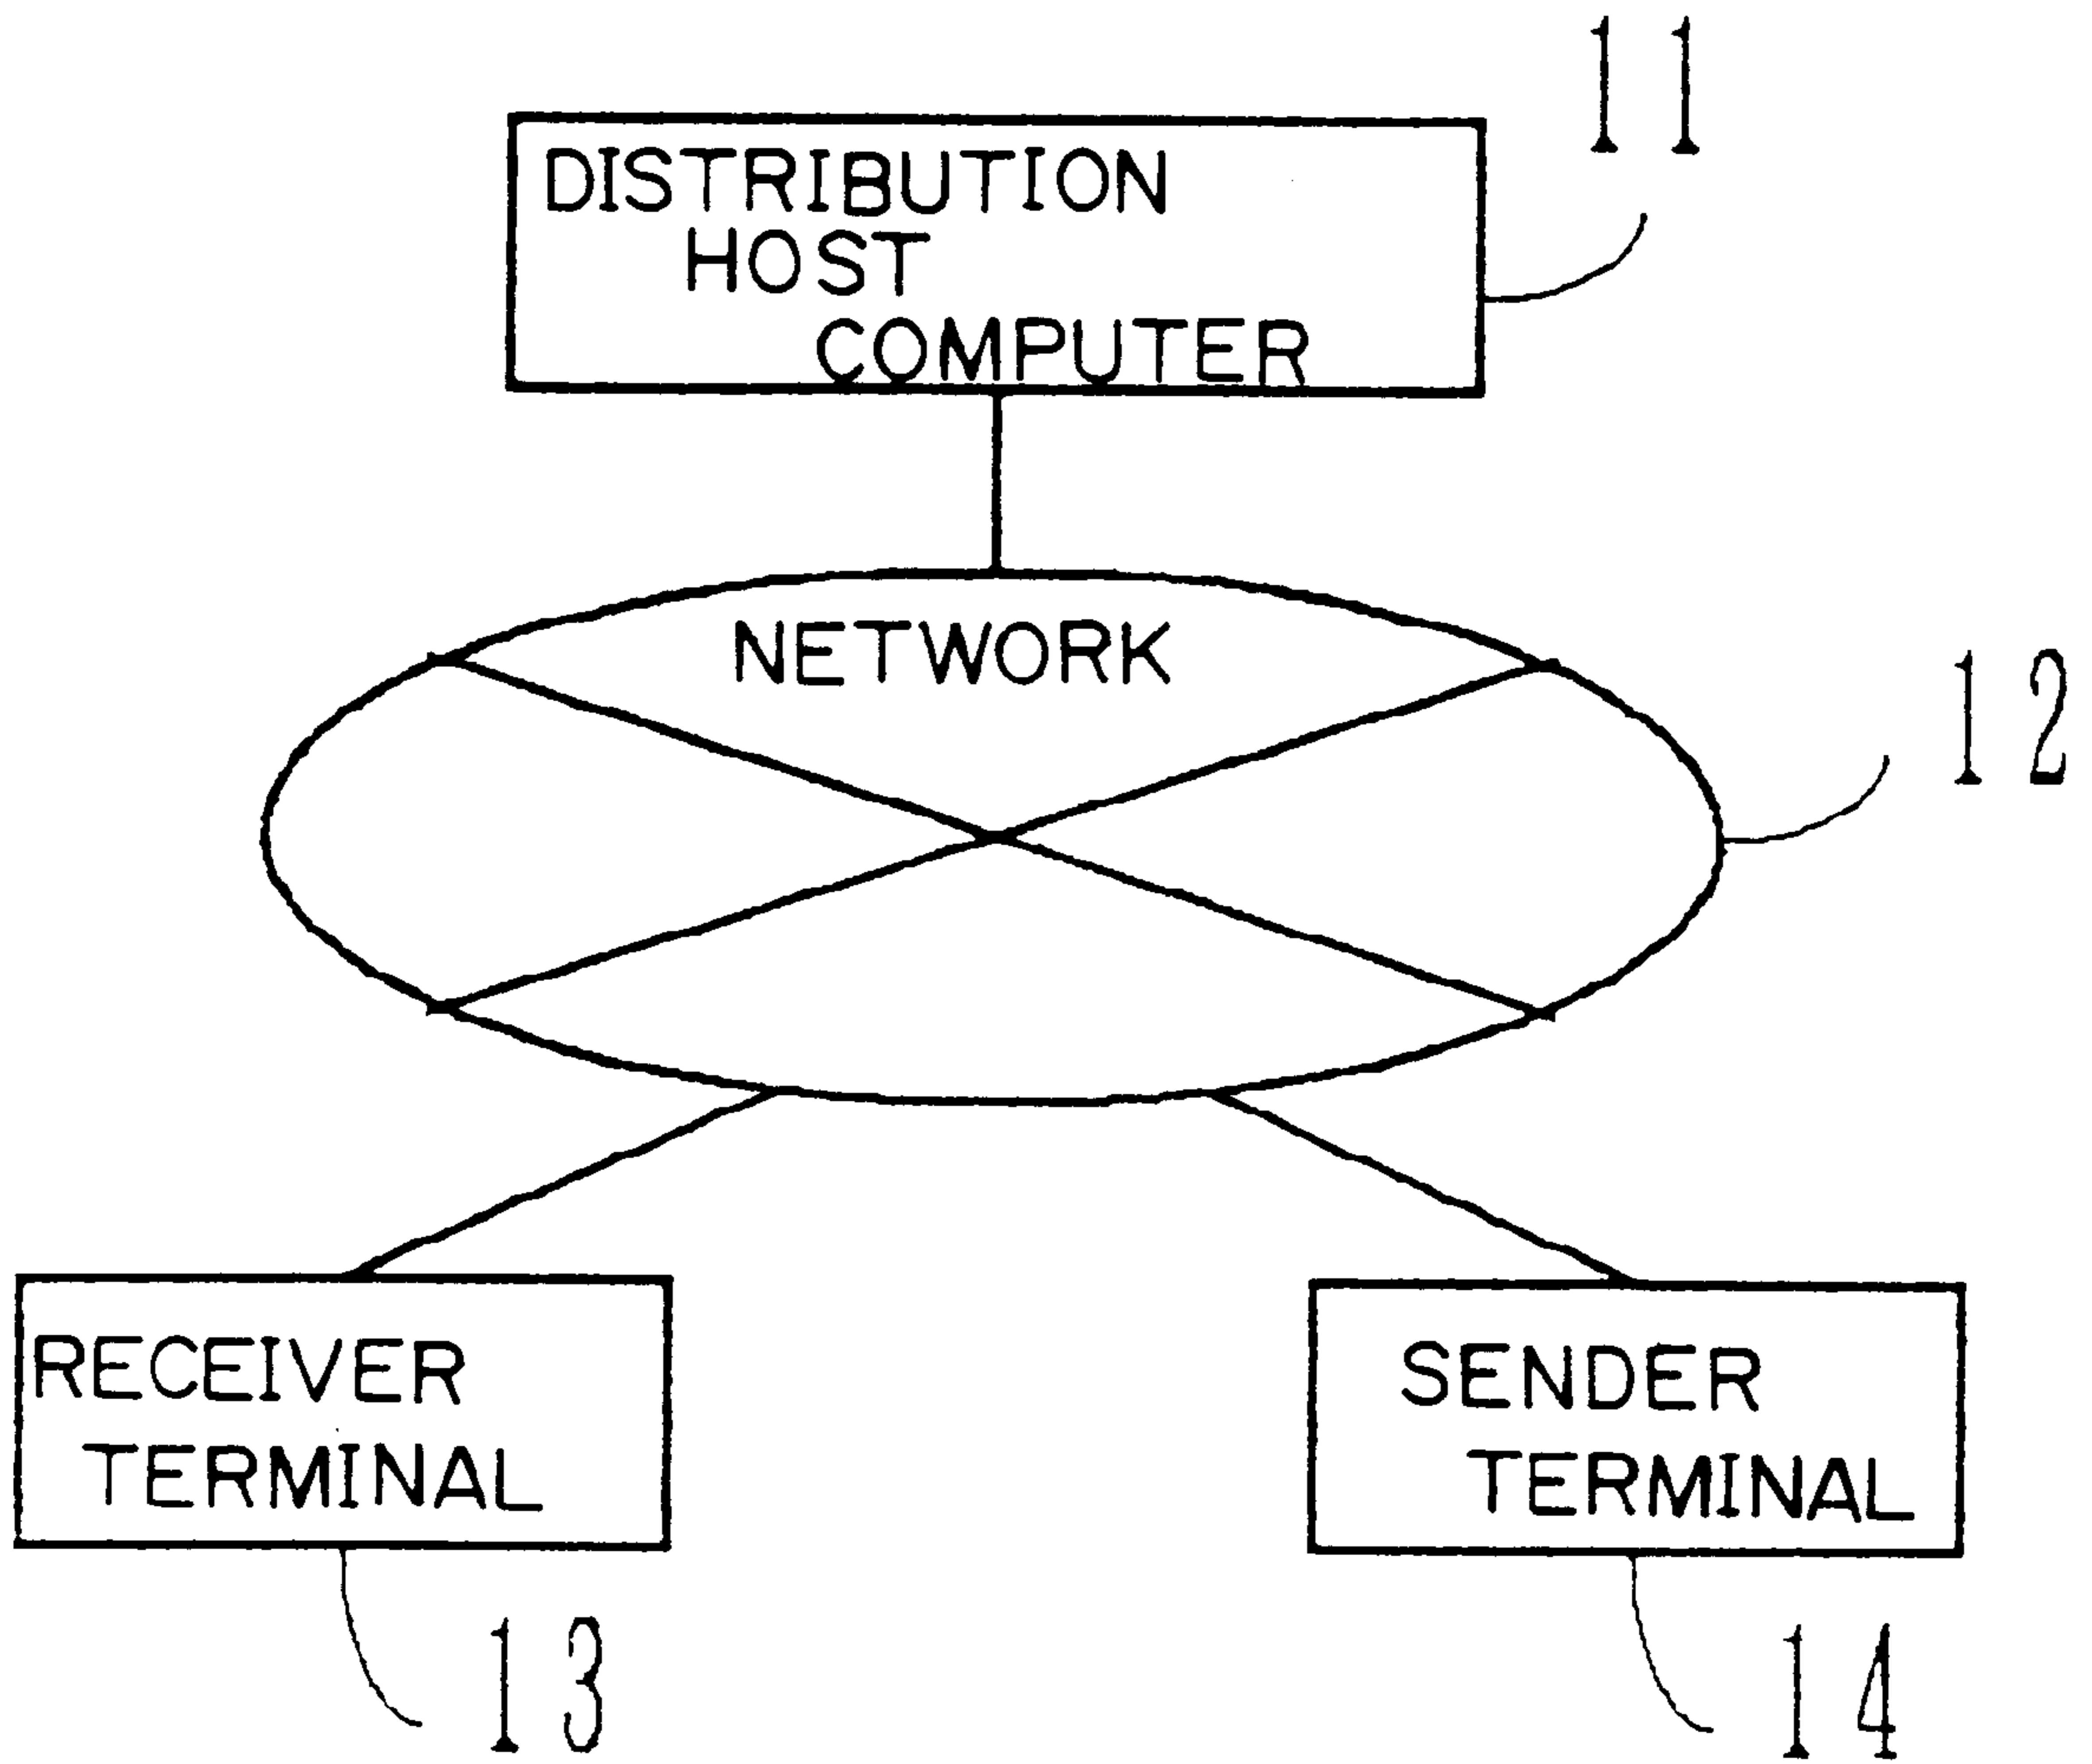 11
DISTRIBUTION
HOST
COMPUTER
NETWORK
12
RECEIVER
TERMINAL
SENDER
TERMINAL
13
14